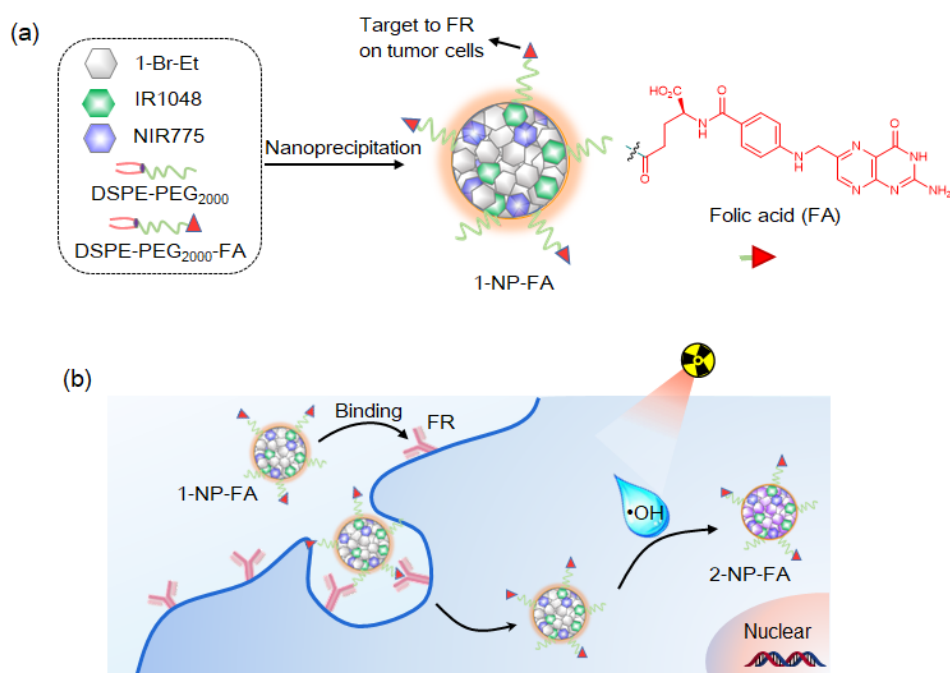 (a)
1-Br-Et
IR1048
NIR775
DSPE-PEG2000
DSPE-PEG2000-FA
Nanoprecipitation
Target to FR
on tumor cells
1-NP-FA
HO2C
O
N
H
O
O
H
N
N
N
N
N
O
NH
NH2
Folic acid (FA)
(b)
Binding
FR
1-NP-FA
•OH
2-NP-FA
Nuclear